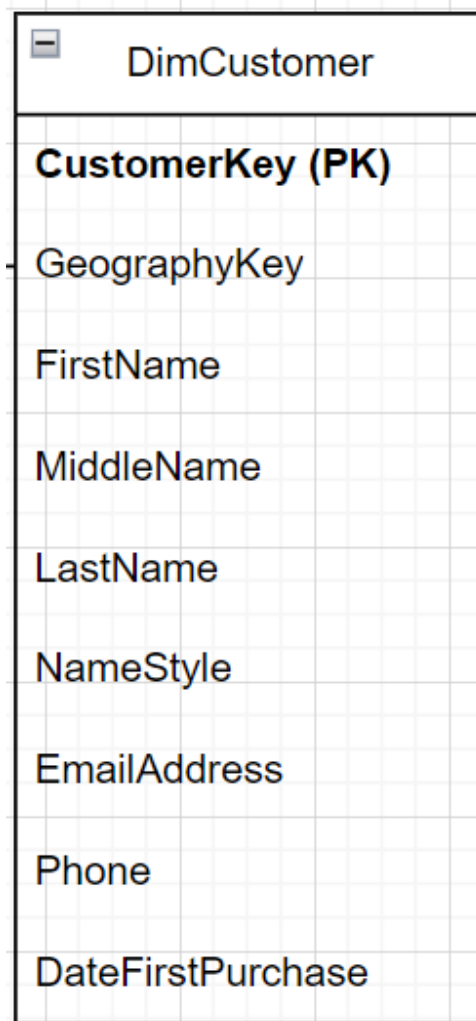 DimCustomer
CustomerKey (PK)
GeographyKey
FirstName
MiddleName
LastName
NameStyle
EmailAddress
Phone
DateFirstPurchase